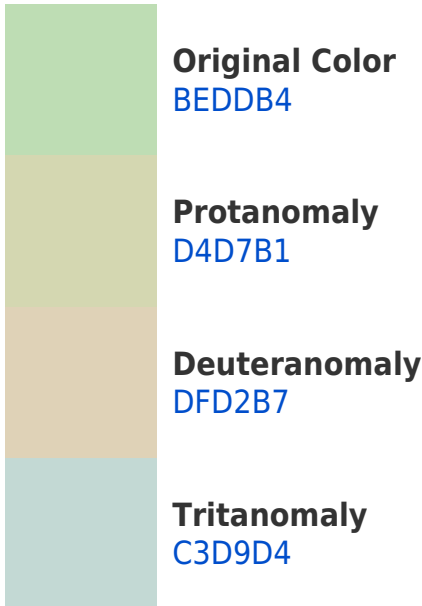 Original Color
BEDDB4
Protanomaly
D4D7B1
Deuteranomaly
DFD2B7
Tritanomaly
C3D9D4